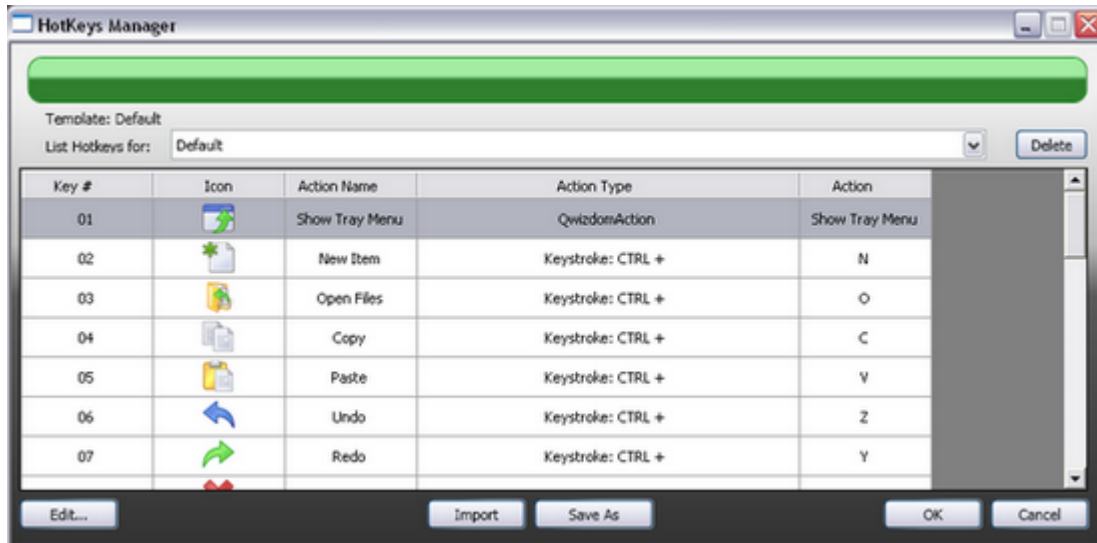 HotKeys Manager
Template: Default
List Hotkeys for: Default Delete
Key # Icon Action Name Action Type Action
01 Show Tray Menu QwizdomAction Show Tray Menu
02 New Item Keystroke: CTRL + N
03 Open Files Keystroke: CTRL + O
04 Copy Keystroke: CTRL + C
05 Paste Keystroke: CTRL + V
06 Undo Keystroke: CTRL + Z
07 Redo Keystroke: CTRL + Y
Edit... Import Save As OK Cancel